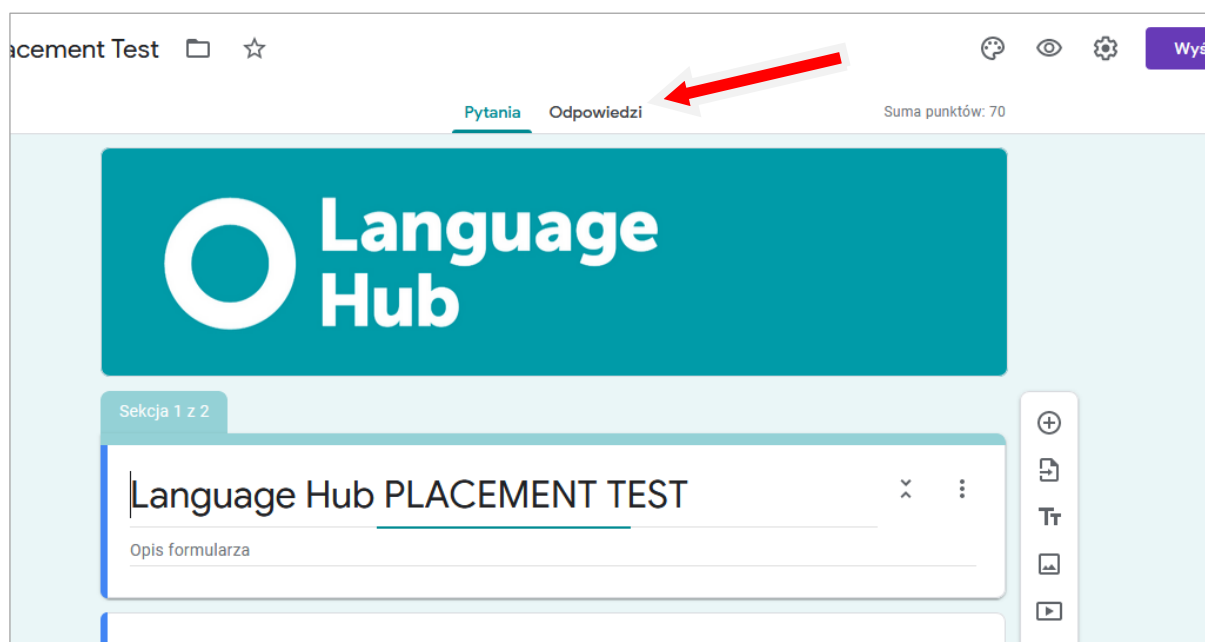 acement Test
Wyś
Pytania Odpowiedzi
Suma punktów: 70
Language
Hub
Sekcja 1 z 2
Language Hub PLACEMENT TEST
Opis formularza
Tт